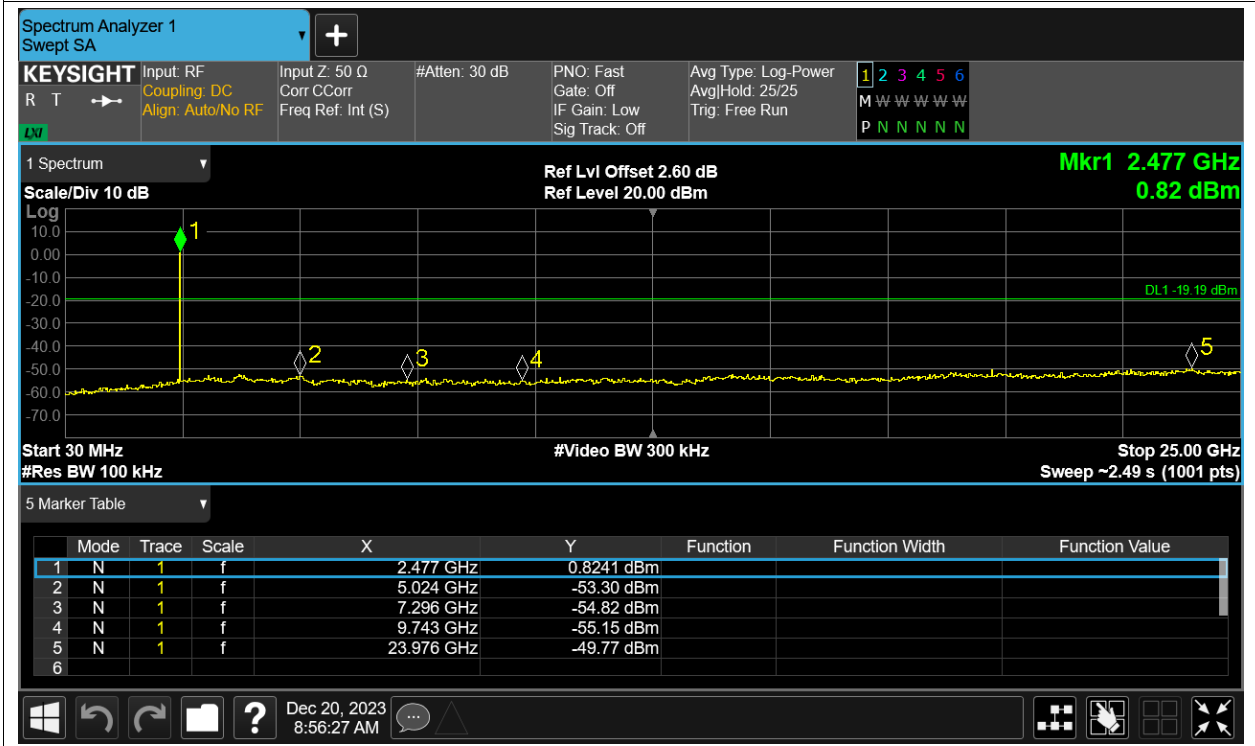 Spectrum Analyzer 1
Swept SA
+
KEYSIGHT Input: RF Input Z: 50 Ω #Atten: 30 dB PNO: Fast Avg Type: Log-Power 1 2 3 4 5 6
R T Coupling: DC Corr CCorr Gate: Off Avg|Hold: 25/25 M W W W W W
Align: Auto/No RF Freq Ref: Int (S) IF Gain: Low Trig: Free Run
LXI Sig Track: Off P N N N N N
1 Spectrum Ref Lvl Offset 2.60 dB Mkr1 2.477 GHz
Scale/Div 10 dB Ref Level 20.00 dBm 0.82 dBm
Log
10.0
1
0.00
-10.0
DL1 -19.19 dBm
-20.0
-30.0
-40.0
2 3 4 5
-50.0
-60.0
-70.0
Start 30 MHz #Video BW 300 kHz Stop 25.00 GHz
#Res BW 100 kHz Sweep ~2.49 s (1001 pts)
5 Marker Table
Mode Trace Scale X Y Function Function Width Function Value
1 N 1 f 2.477 GHz 0.8241 dBm
2 N 1 f 5.024 GHz -53.30 dBm
3 N 1 f 7.296 GHz -54.82 dBm
4 N 1 f 9.743 GHz -55.15 dBm
5 N 1 f 23.976 GHz -49.77 dBm
6
? Dec 20, 2023
8:56:27 AM